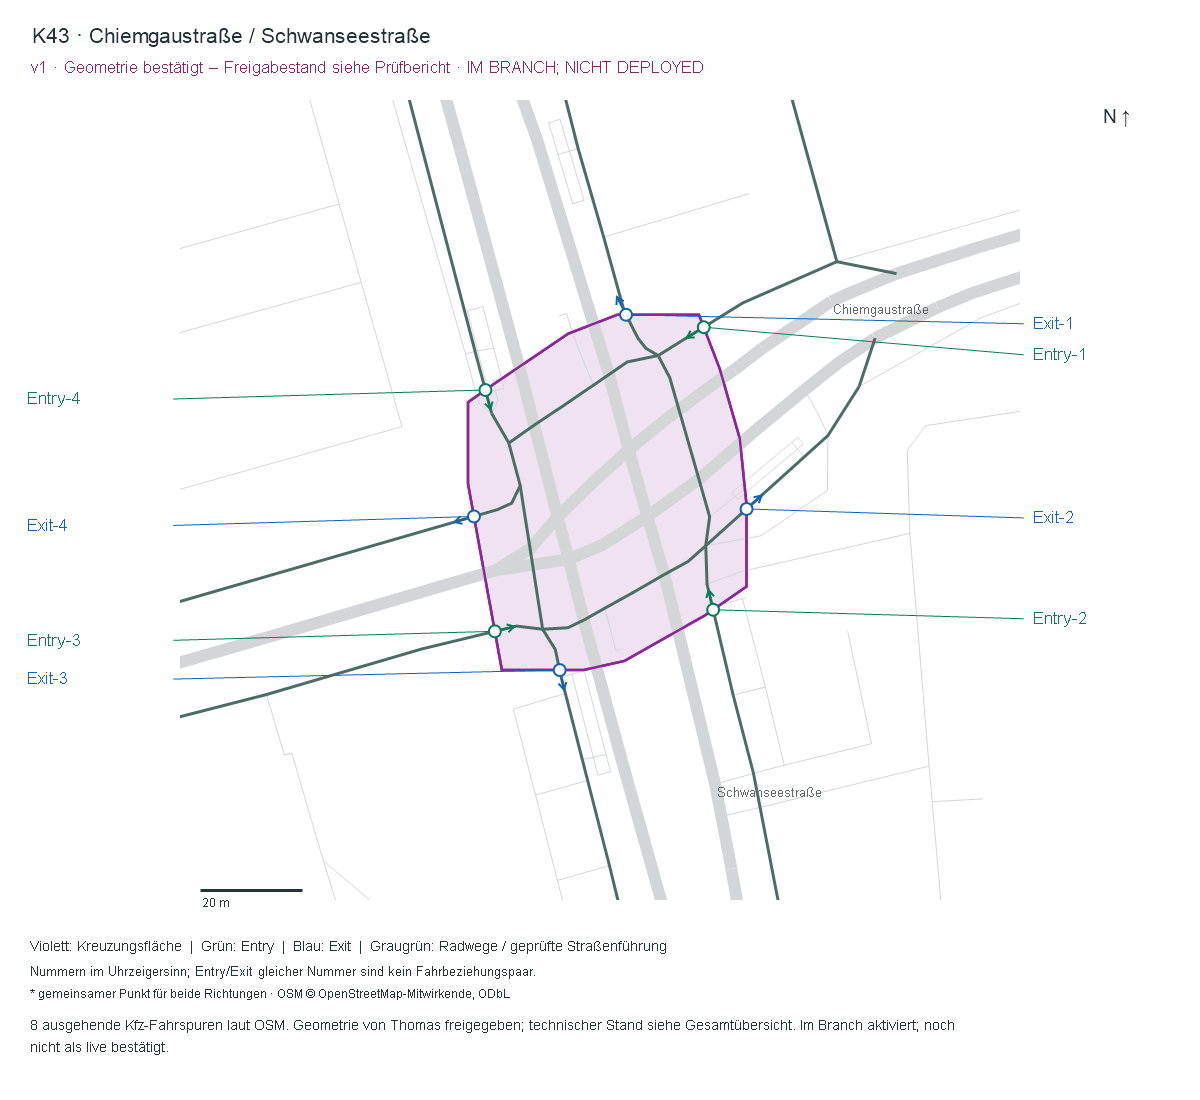 K43 · Chiemgaustraße / Schwanseestraße
v1 · Geometrie bestätigt – Freigabestand siehe Prüfbericht · IM BRANCH; NICHT DEPLOYED
N ↑
Chiemgaustraße
Exit-1
Entry-1
Entry-4
Exit-2
Exit-4
Entry-2
Entry-3
Exit-3
Schwanseestraße
20 m
Violett: Kreuzungsfläche | Grün: Entry | Blau: Exit | Graugrün: Radwege / geprüfte Straßenführung
Nummern im Uhrzeigersinn; Entry/Exit gleicher Nummer sind kein Fahrbeziehungspaar.
* gemeinsamer Punkt für beide Richtungen · OSM © OpenStreetMap-Mitwirkende, ODbL
8 ausgehende Kfz-Fahrspuren laut OSM. Geometrie von Thomas freigegeben; technischer Stand siehe Gesamtübersicht. Im Branch aktiviert; noch
nicht als live bestätigt.